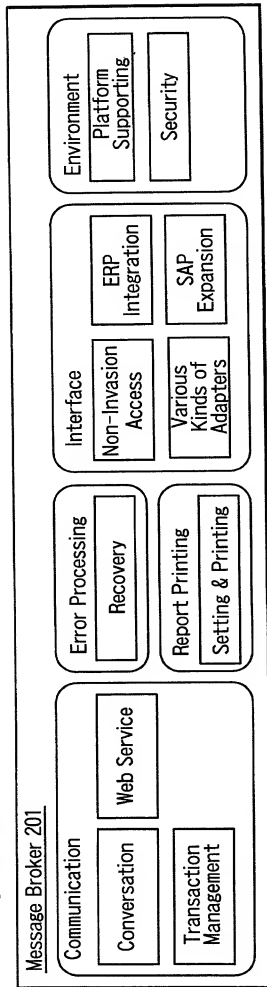 Message Broker 201
Communication
Conversation
Web Service
Transaction
Management
Error Processing
Recovery
Report Printing
Setting & Printing
Interface
Non-Invasion
Access
ERP
Integration
Various
Kinds of
Adapters
SAP
Expansion
Environment
Platform
Supporting
Security